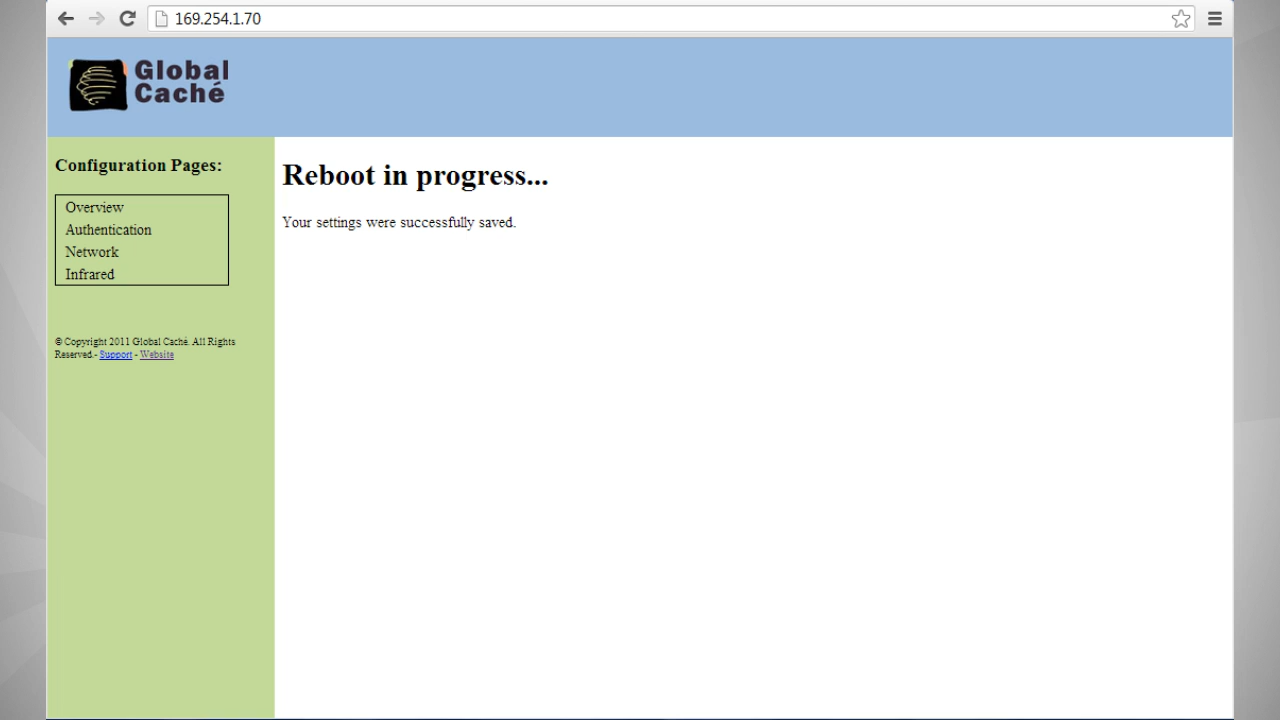 169.254.1.70
Global
Caché
Configuration Pages:
Overview
Authentication
Network
Infrared
© Copyright 2011 Global Caché. All Rights
Reserved.- Support - Website
Reboot in progress...
Your settings were successfully saved.